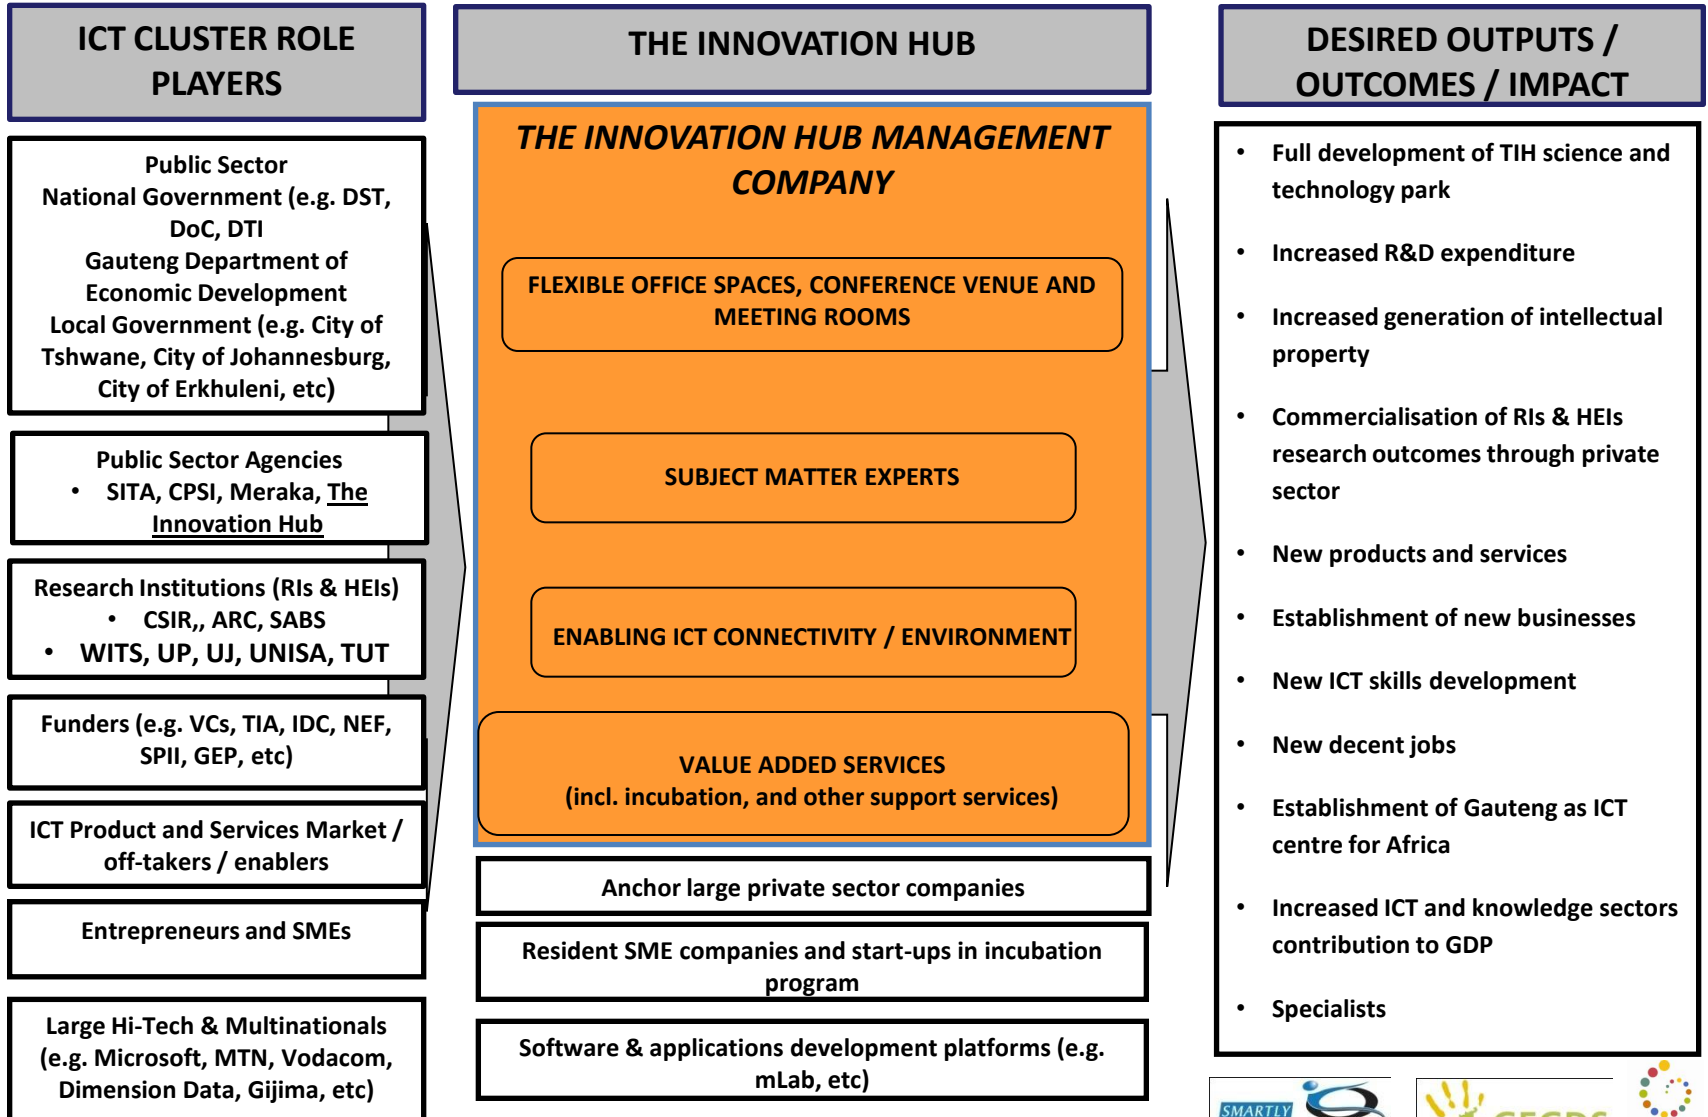 ICT CLUSTER ROLE
PLAYERS
Public Sector
National Government (e.g. DST,
DoC, DTI
Gauteng Department of
Economic Development
Local Government (e.g. City of
Tshwane, City of Johannesburg,
City of Erkhuleni, etc)
Public Sector Agencies
• SITA, CPSI, Meraka, The
Innovation Hub
Research Institutions (RIs & HEIs)
• CSIR,, ARC, SABS
• WITS, UP, UJ, UNISA, TUT
Funders (e.g. VCs, TIA, IDC, NEF,
SPII, GEP, etc)
ICT Product and Services Market /
off-takers / enablers
Entrepreneurs and SMEs
Large Hi-Tech & Multinationals
(e.g. Microsoft, MTN, Vodacom,
Dimension Data, Gijima, etc)
THE INNOVATION HUB
THE INNOVATION HUB MANAGEMENT
COMPANY
FLEXIBLE OFFICE SPACES, CONFERENCE VENUE AND
MEETING ROOMS
SUBJECT MATTER EXPERTS
ENABLING ICT CONNECTIVITY / ENVIRONMENT
VALUE ADDED SERVICES
(incl. incubation, and other support services)
Anchor large private sector companies
Resident SME companies and start-ups in incubation
program
Software & applications development platforms (e.g.
mLab, etc)
DESIRED OUTPUTS /
OUTCOMES / IMPACT
• Full development of TIH science and
technology park
• Increased R&D expenditure
• Increased generation of intellectual
property
• Commercialisation of RIs & HEIs
research outcomes through private
sector
• New products and services
• Establishment of new businesses
• New ICT skills development
• New decent jobs
• Establishment of Gauteng as ICT
centre for Africa
• Increased ICT and knowledge sectors
contribution to GDP
• Specialists
SMARTLY